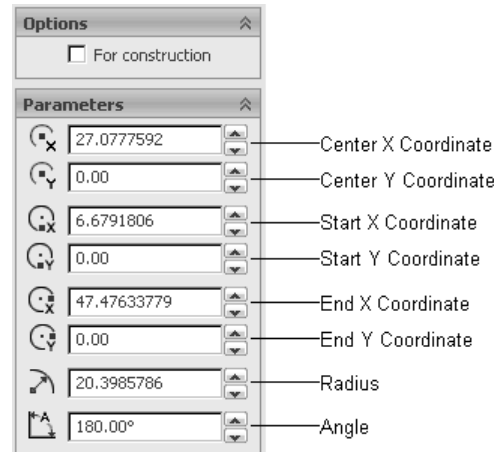 Options
For construction
Parameters
27.0777592 Center X Coordinate
0.00 Center Y Coordinate
6.6791806 Start X Coordinate
0.00 Start Y Coordinate
47.47633779 End X Coordinate
0.00 End Y Coordinate
20.3985786 Radius
180.00° Angle